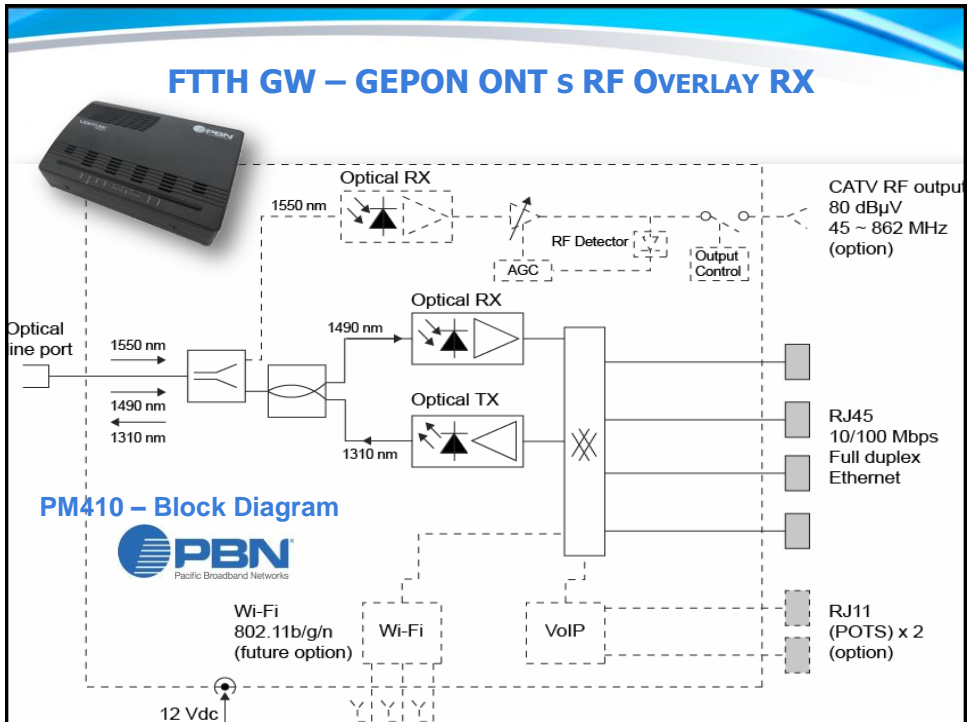 FTTH GW – GEPON ONT S RF OVERLAY RX
PBN
Optical RX
1550 nm
CATV RF output
80 dBµV
45 ~ 862 MHz
(option)
RF Detector
AGC
Output
Control
Optical RX
1490 nm
Optical
ine port
1550 nm
1490 nm
1310 nm
Optical TX
1310 nm
RJ45
10/100 Mbps
Full duplex
Ethernet
PM410 – Block Diagram
PBN
Pacific Broadband Networks
Wi-Fi
802.11b/g/n
(future option)
Wi-Fi
VoIP
RJ11
(POTS) x 2
(option)
12 Vdc